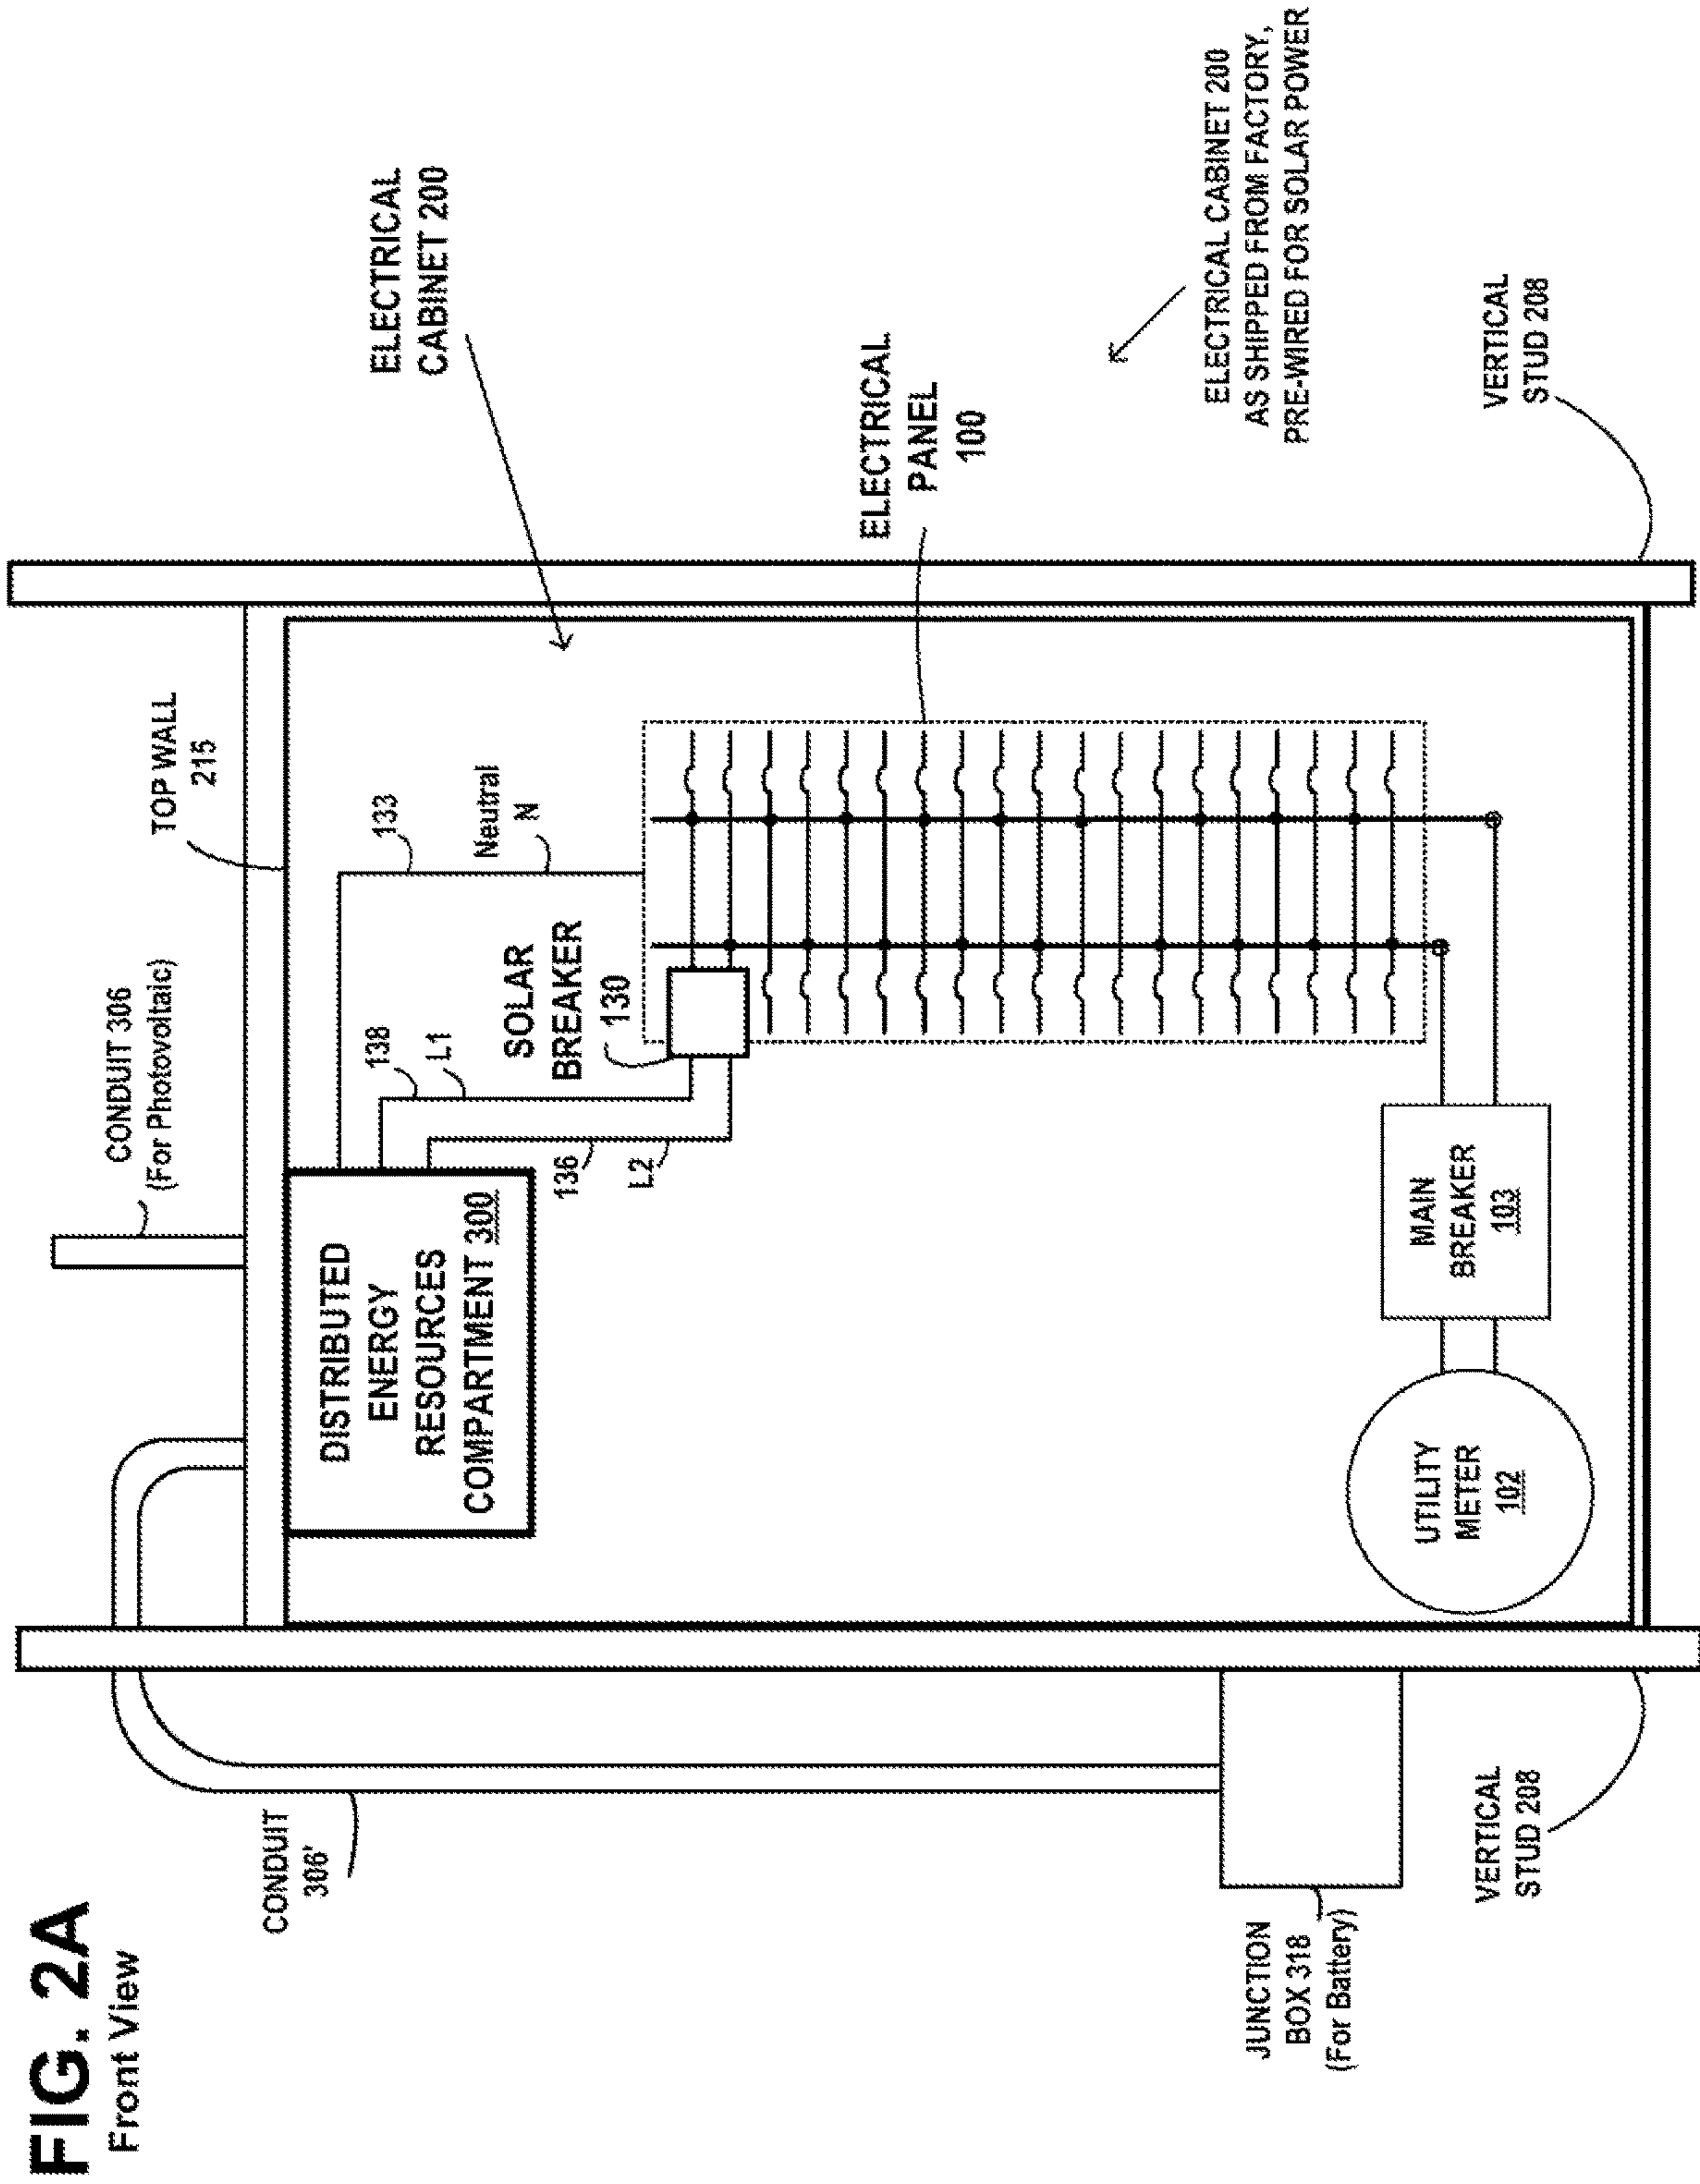 FIG. 2A
Front View
CONDUIT 306
(For Photovoltaic)
TOP WALL
215
CONDUIT
306'
DISTRIBUTED
ENERGY
RESOURCES
COMPARTMENT 300
133
138
L1
Neutral
N
136
L2
SOLAR
BREAKER
130
ELECTRICAL
CABINET 200
ELECTRICAL
PANEL
100
JUNCTION
BOX 318
(For Battery)
UTILITY
METER
102
MAIN
BREAKER
103
ELECTRICAL CABINET 200
AS SHIPPED FROM FACTORY,
PRE-WIRED FOR SOLAR POWER
VERTICAL
STUD 208
VERTICAL
STUD 208